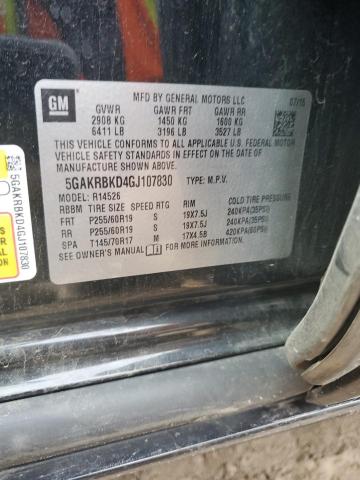 GM
MFD BY GENERAL MOTORS LLC 07/15
GVWR GAWR FRT GAWR RR
2908 KG 1450 KG 1600 KG
6411 LB 3196 LB 3527 LB
THIS VEHICLE CONFORMS TO ALL APPLICABLE U.S. FEDERAL MOTOR
VEHICLE SAFETY AND THEFT PREVENTION STANDARDS IN EFFECT ON
THE DATE OF MANUFACTURE SHOWN ABOVE.
5GAKRBKD4GJ107830 TYPE: M.P.V.
MODEL: R14526
RBBM TIRE SIZE SPEED RTG RIM COLD TIRE PRESSURE
FRT P255/60R19 S 19X7.5J 240KPA(35PSI)
RR P255/60R19 S 19X7.5J 240KPA(35PSI)
SPA T145/70R17 M 17X4.5B 420KPA(60PSI)
SEE OWNER'S MANUAL
5GAKRBKD4GJ107830